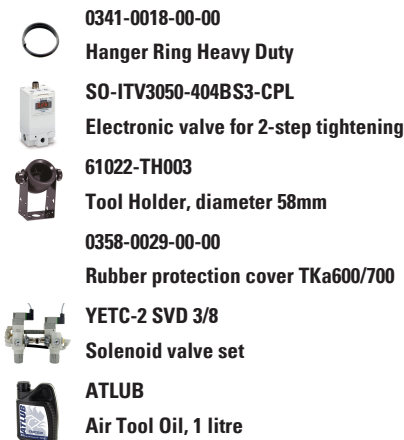 0341-0018-00-00
Hanger Ring Heavy Duty
SO-ITV3050-404BS3-CPL
Electronic valve for 2-step tightening
61022-TH003
Tool Holder, diameter 58mm
0358-0029-00-00
Rubber protection cover TKa600/700
YETC-2 SVD 3/8
Solenoid valve set
ATLUB
Air Tool Oil, 1 litre
ATLUB